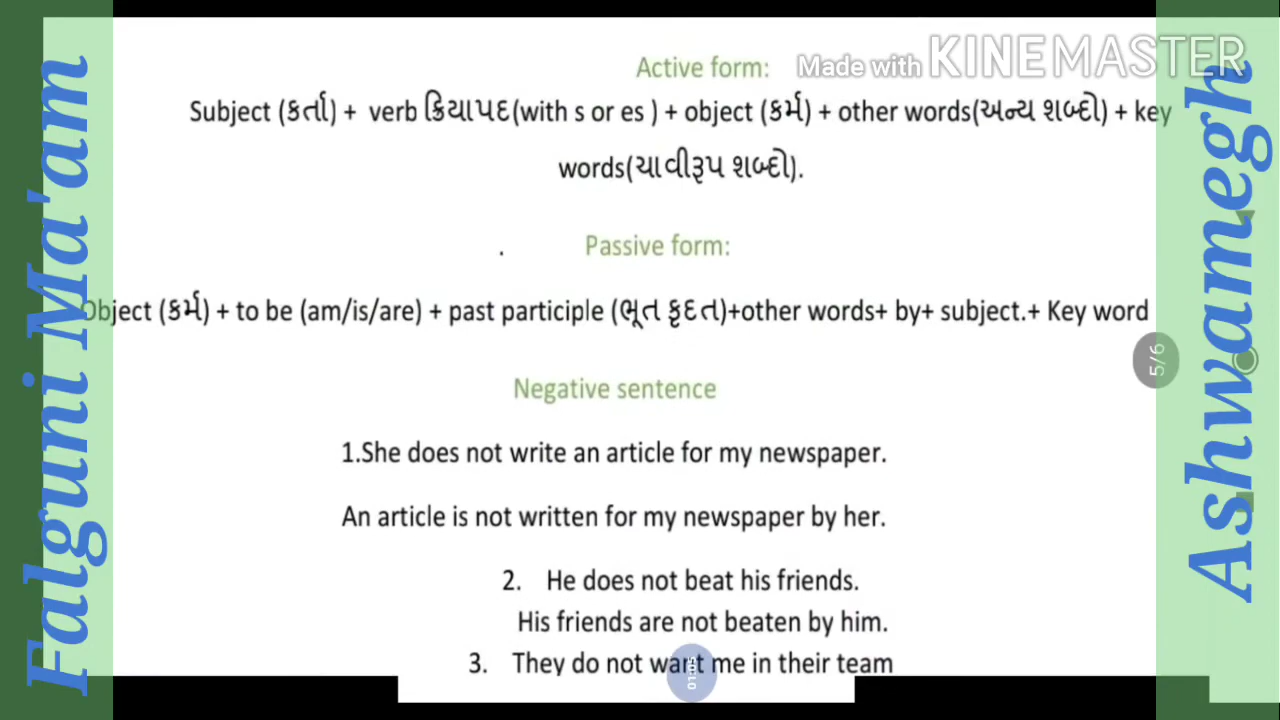 Made with KINEMASTER
Falguni Ma'am
Ashwamegh
Active form:
Subject (કર્તા) + verb ક્રિયાપદ(with s or es ) + object (કર્મ) + other words(અન્ય શબ્દો) + key
words(ચાવીરૂપ શબ્દો).
Passive form:
Object (કર્મ) + to be (am/is/are) + past participle (ભૂત કૃદત)+other words+ by+ subject.+ Key word
5/6
Negative sentence
1.She does not write an article for my newspaper.
An article is not written for my newspaper by her.
2. He does not beat his friends.
His friends are not beaten by him.
3. They do not want me in their team